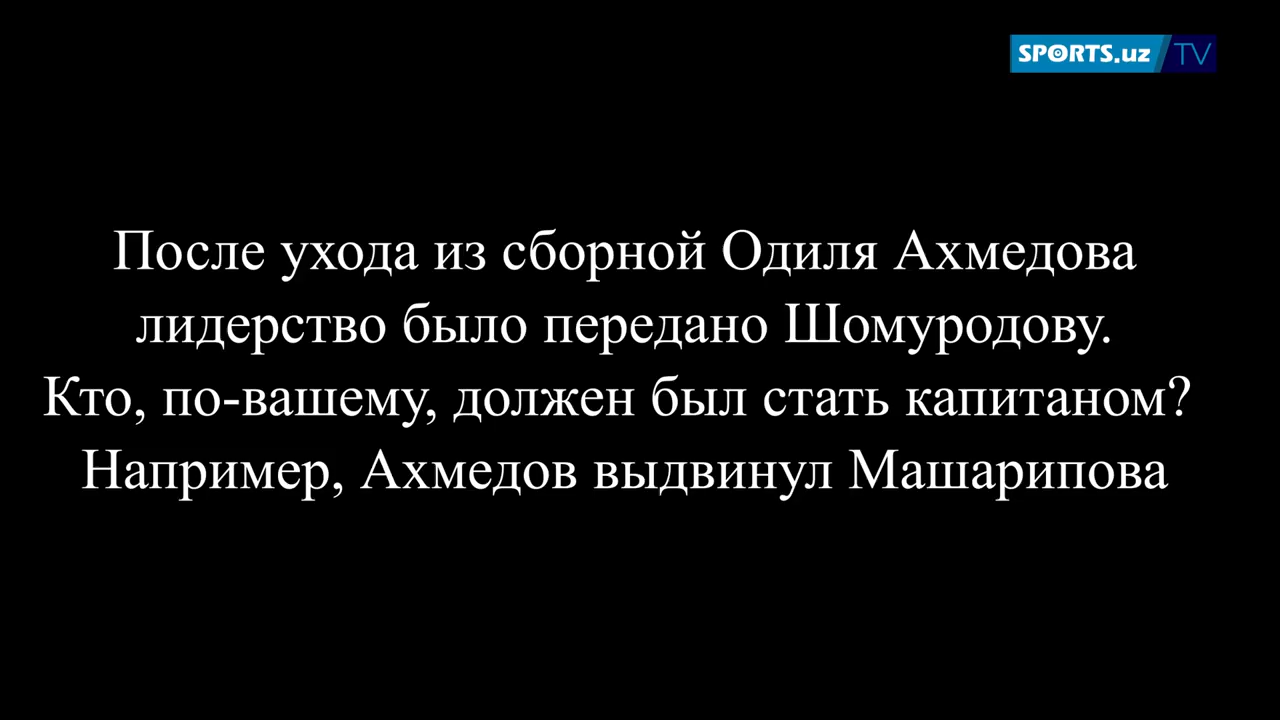 SPORTS.uz TV
После ухода из сборной Одиля Ахмедова
лидерство было передано Шомуродову.
Кто, по-вашему, должен был стать капитаном?
Например, Ахмедов выдвинул Машарипова